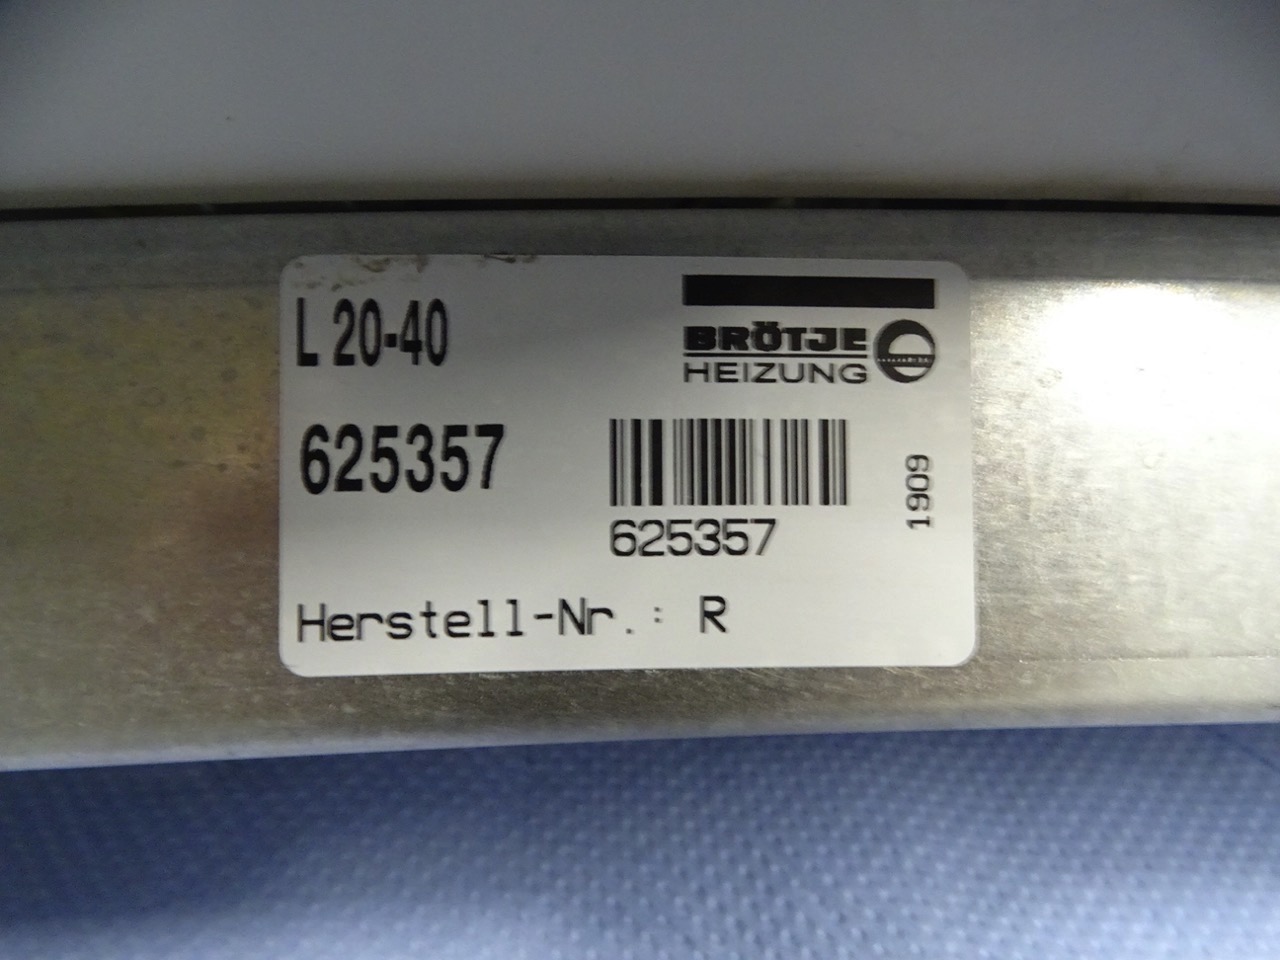 L 20-40
BRÖTJE
HEIZUNG
625357
625357
1909
Herstell-Nr.: R